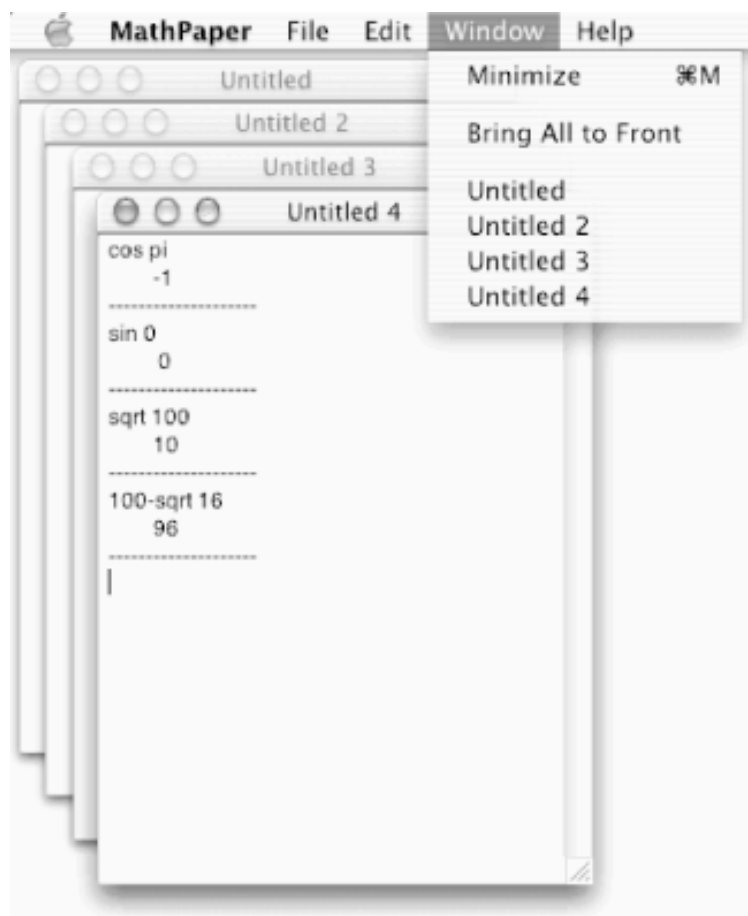 MathPaper File Edit Window Help
Minimize ⌘M
Bring All to Front
Untitled
Untitled 2
Untitled 3
Untitled 4
Untitled
Untitled 2
Untitled 3
Untitled 4
cos pi
-1
--------------------
sin 0
0
--------------------
sqrt 100
10
--------------------
100-sqrt 16
96
--------------------